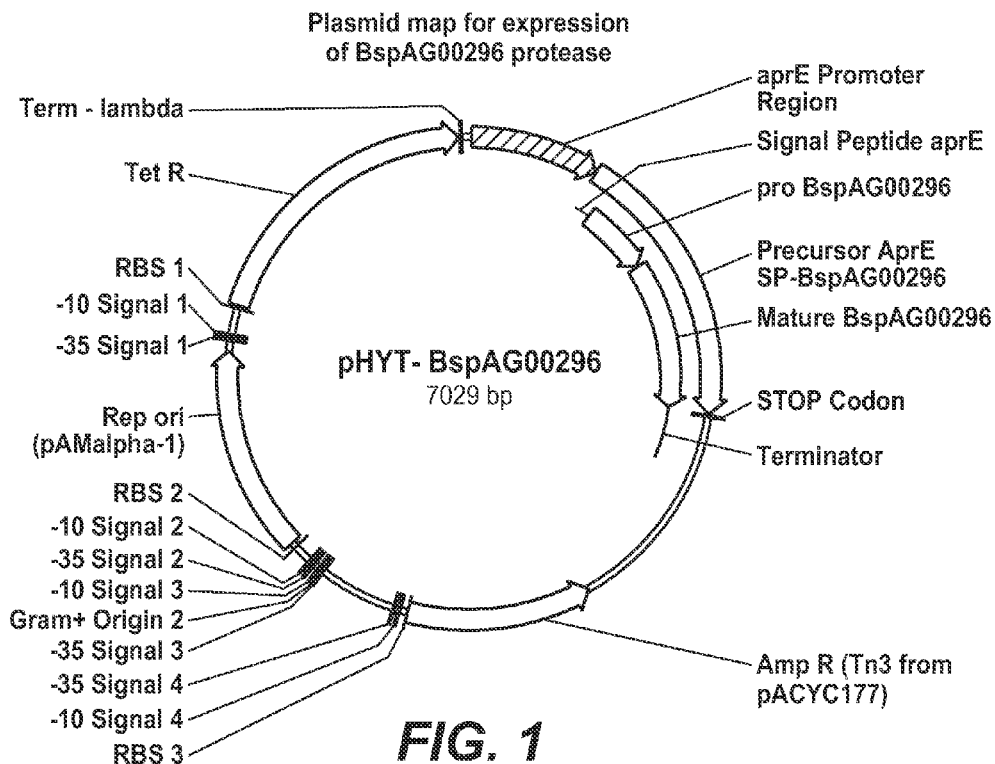 Plasmid map for expression
of BspAG00296 protease
Term - lambda
Tet R
RBS 1
-10 Signal 1
-35 Signal 1
Rep ori
(pAMalpha-1)
RBS 2
-10 Signal 2
-35 Signal 2
-10 Signal 3
Gram+ Origin 2
-35 Signal 3
-35 Signal 4
-10 Signal 4
RBS 3
aprE Promoter
Region
Signal Peptide aprE
pro BspAG00296
Precursor AprE
SP-BspAG00296
Mature BspAG00296
STOP Codon
Terminator
Amp R (Tn3 from
pACYC177)
pHYT- BspAG00296
7029 bp
FIG. 1